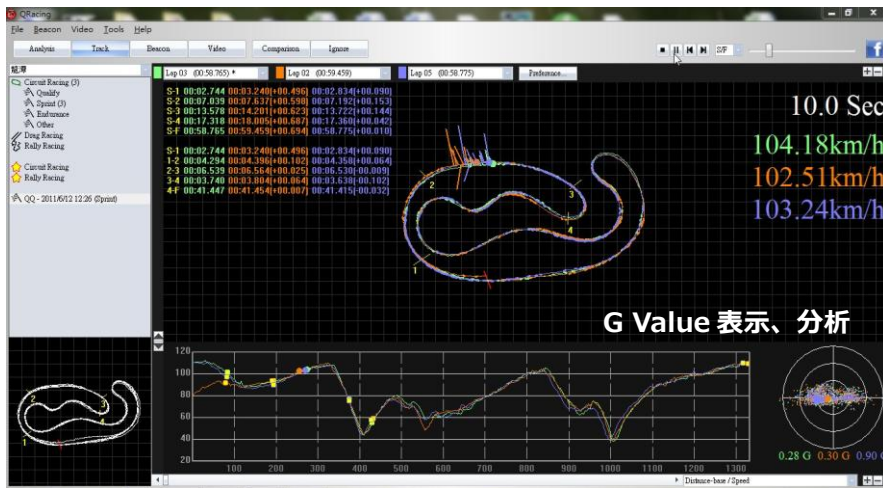 QRacing
File Beacon Video Tools Help
Analysis Track Beacon Video Comparison Ignore S/F
龍潭
Lap 03 (00:58.765) * Lap 02 (00:59.459) Lap 05 (00:58.775) Preference...
Circuit Racing (3)
Qualify
Sprint (3)
Endurance
Other
Drag Racing
Rally Racing
Circuit Racing
Rally Racing
QQ - 2011/6/12 12:26 (Sprint)
S-1 00:02.744 00:03.240(+00.496) 00:02.834(+00.090)
S-2 00:07.039 00:07.637(+00.598) 00:07.192(+00.153)
S-3 00:13.578 00:14.201(+00.623) 00:13.722(+00.144)
S-4 00:17.318 00:18.005(+00.687) 00:17.360(+00.042)
S-F 00:58.765 00:59.459(+00.694) 00:58.775(+00.010)
S-1 00:02.744 00:03.240(+00.496) 00:02.834(+00.090)
1-2 00:04.294 00:04.396(+00.102) 00:04.358(+00.064)
2-3 00:06.539 00:06.564(+00.025) 00:06.530(-00.009)
3-4 00:03.740 00:03.804(+00.064) 00:03.638(-00.102)
4-F 00:41.447 00:41.454(+00.007) 00:41.415(-00.032)
10.0 Sec
104.18km/h
102.51km/h
103.24km/h
2
3
4
1
G Value 表示、分析
120
100
80
60
40
20
100 200 300 400 500 600 700 800 900 1000 1100 1200 1300
2
3
4
1
0.28 G 0.30 G 0.90 G
Distance-base / Speed